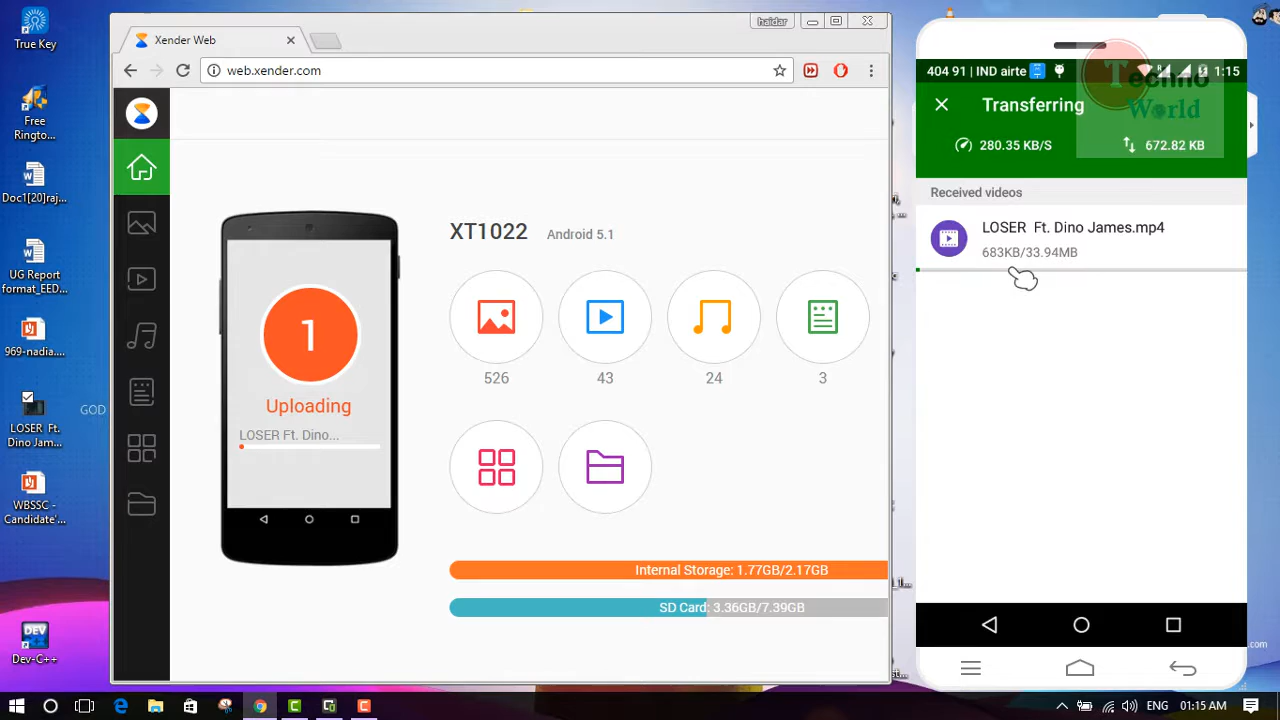 True Key
Free
Rington...
Doc1[20]raj...
UG Report
format_EED...
969-nadia....
LOSER Ft.
Dino Jam...
GOD
WBSSC -
Candidate'...
Dev-C++
haidar
Xender Web
web.xender.com
1
Uploading
LOSER Ft. Dino...
XT1022 Android 5.1
526 43 24 3
Internal Storage: 1.77GB/2.17GB
SD Card: 3.36GB/7.39GB
404 91 | IND airte R 1:15
Transferring
Techno
World
280.35 KB/S 672.82 KB
Received videos
LOSER Ft. Dino James.mp4
683KB/33.94MB
.com
ENG 01:15 AM